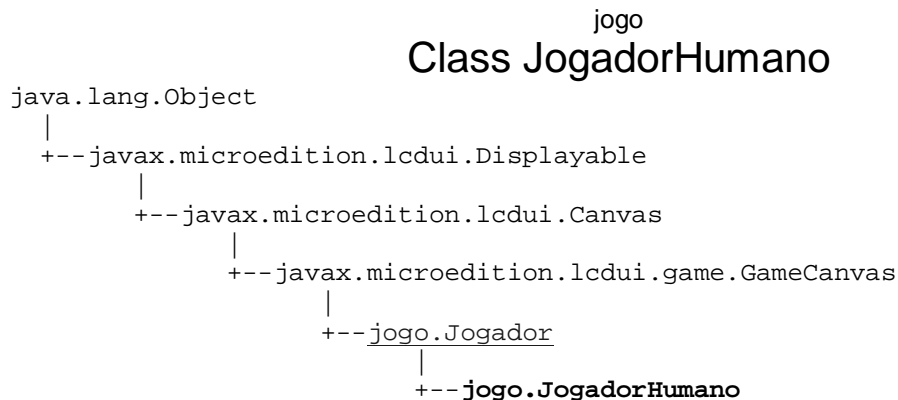 jogo
Class JogadorHumano
java.lang.Object
|
+--javax.microedition.lcdui.Displayable
|
+--javax.microedition.lcdui.Canvas
|
+--javax.microedition.lcdui.game.GameCanvas
|
+--jogo.Jogador
|
+--jogo.JogadorHumano